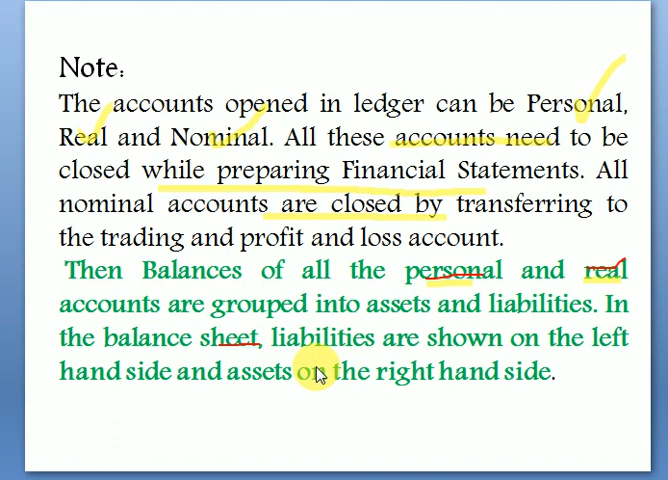 Note:
The accounts opened in ledger can be Personal,
Real and Nominal. All these accounts need to be
closed while preparing Financial Statements. All
nominal accounts are closed by transferring to
the trading and profit and loss account.
Then Balances of all the personal and real
accounts are grouped into assets and liabilities. In
the balance sheet, liabilities are shown on the left
hand side and assets on the right hand side.